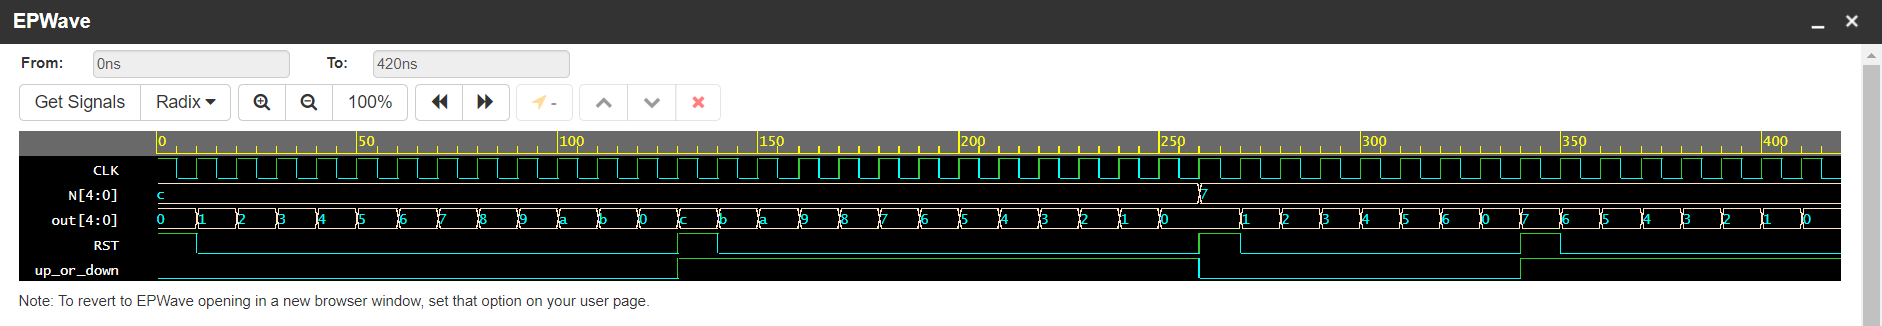 EPWave
From: 0ns To: 420ns
Get Signals Radix 100% -
0 50 100 150 200 250 300 350 400
CLK
N[4:0] c 7
out[4:0] 0 1 2 3 4 5 6 7 8 9 a b 0 c b a 9 8 7 6 5 4 3 2 1 0 1 2 3 4 5 6 0 7 6 5 4 3 2 1 0
RST
up_or_down
Note: To revert to EPWave opening in a new browser window, set that option on your user page.